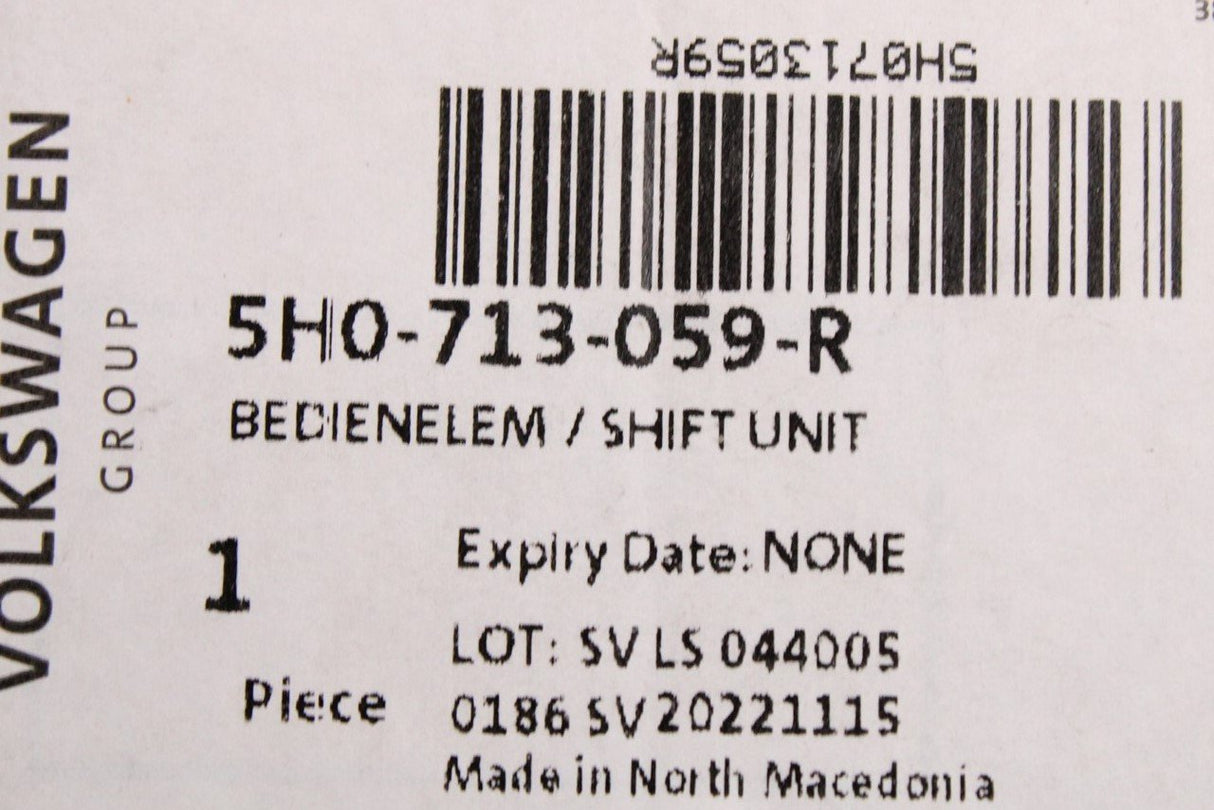 5H0713059R
VOLKSWAGEN
GROUP
5H0-713-059-R
BEDIENELEM / SHIFT UNIT
1
Piece
Expiry Date: NONE
LOT: SV LS 044005
0186 SV20221115
Made in North Macedonia